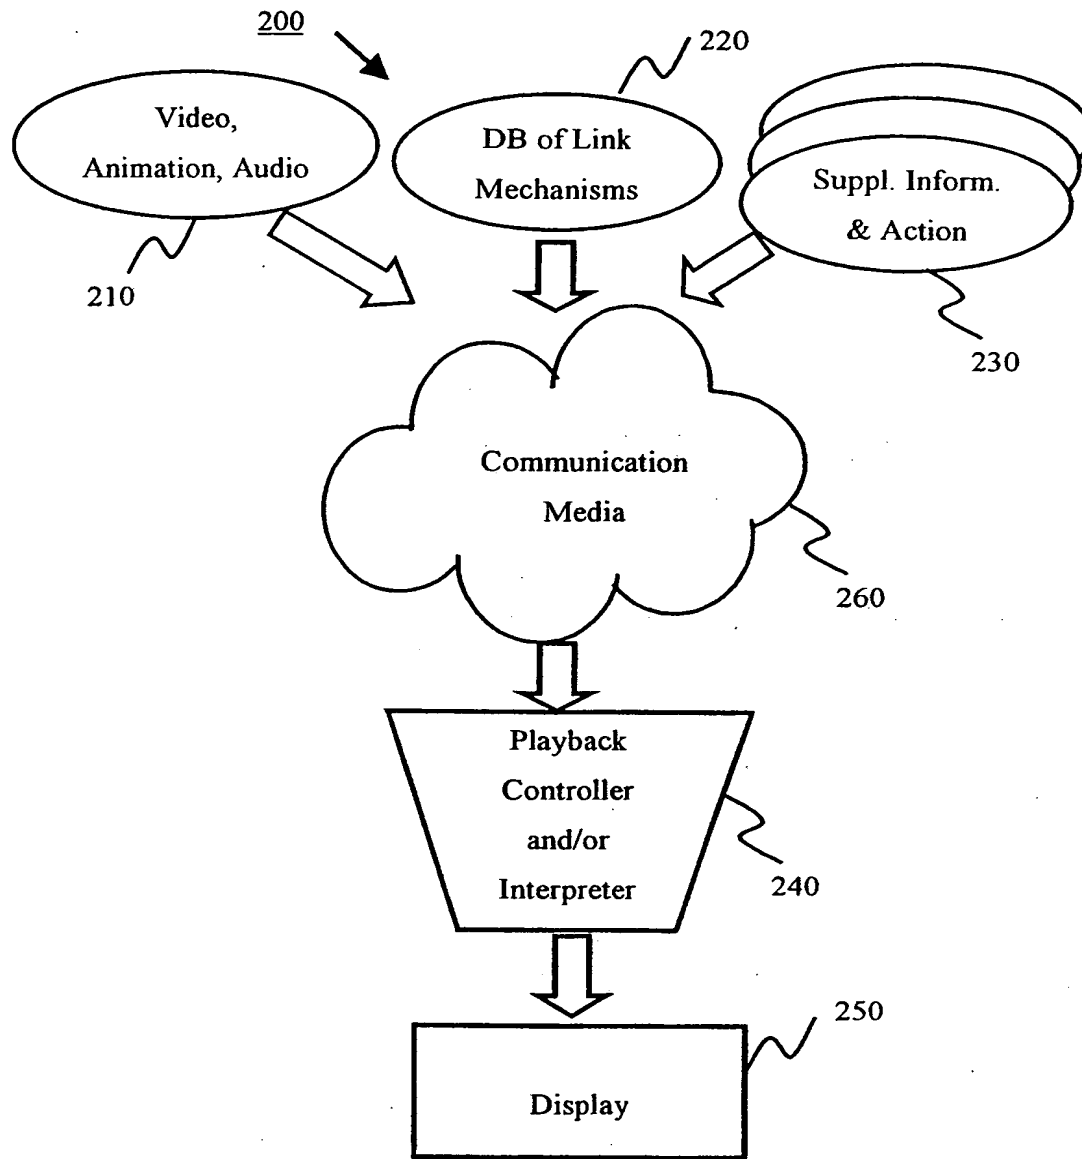 200
220
Video,
Animation, Audio
DB of Link
Mechanisms
Suppl. Inform.
& Action
210
230
Communication
Media
260
Playback
Controller
and/or
Interpreter
240
250
Display